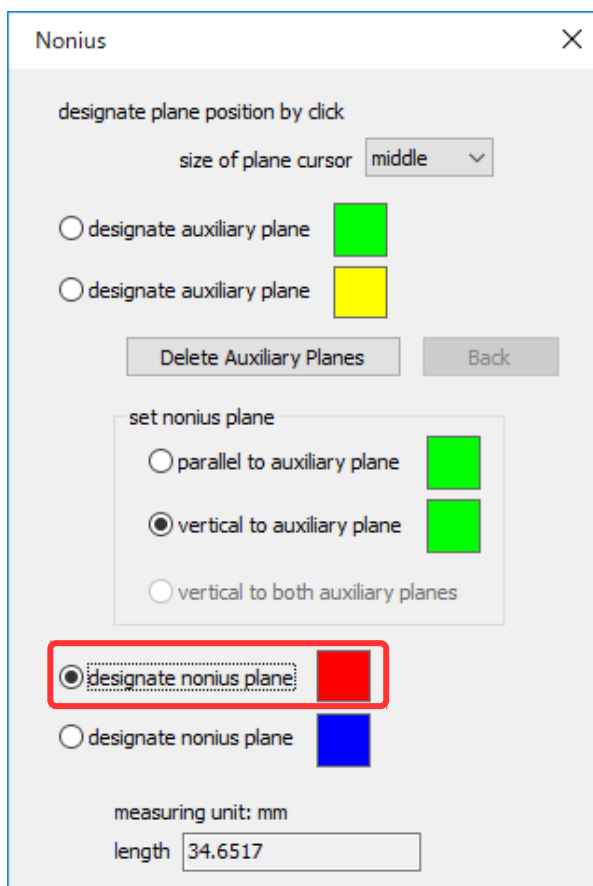 Nonius
designate plane position by click
size of plane cursor middle
designate auxiliary plane
designate auxiliary plane
Delete Auxiliary Planes Back
set nonius plane
parallel to auxiliary plane
vertical to auxiliary plane
vertical to both auxiliary planes
designate nonius plane
designate nonius plane
measuring unit: mm
length 34.6517